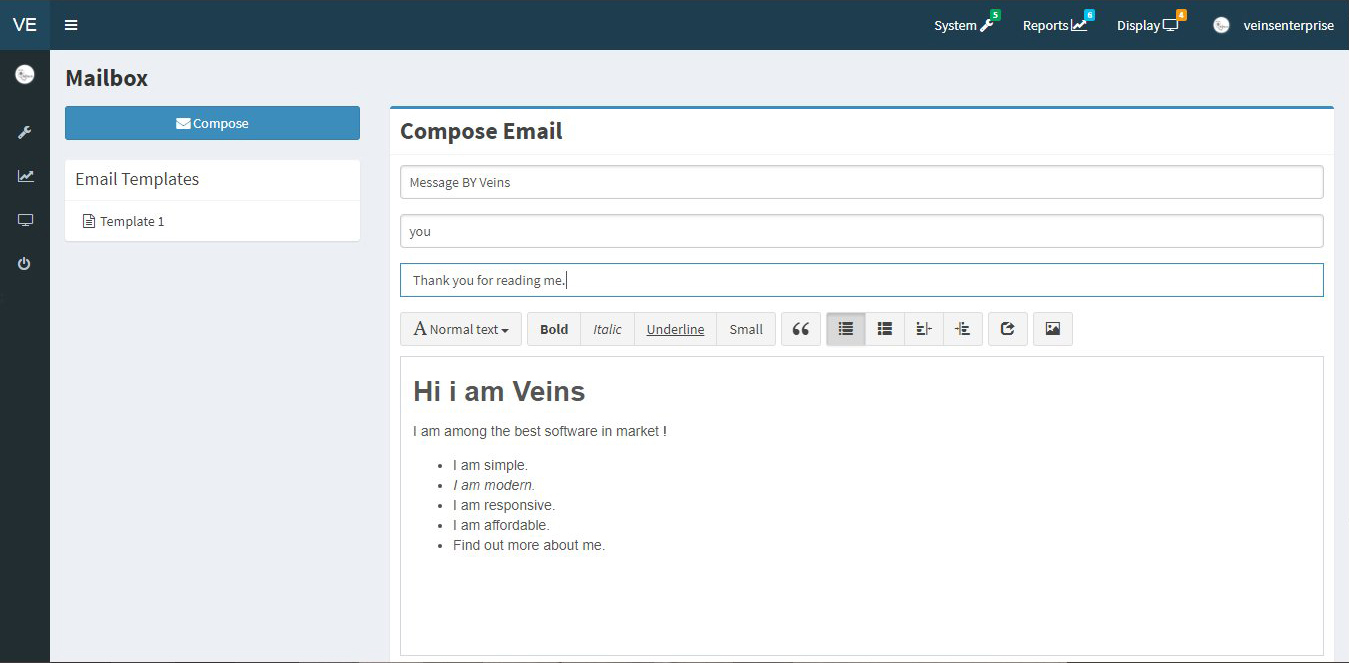 VE
System 5
Reports 6
Display 4
veinsenterprise
Mailbox
Compose
Email Templates
Template 1
Compose Email
Message BY Veins
you
Thank you for reading me.
A Normal text Bold Italic Underline Small
Hi i am Veins
I am among the best software in market !
• I am simple.
• I am modern.
• I am responsive.
• I am affordable.
• Find out more about me.